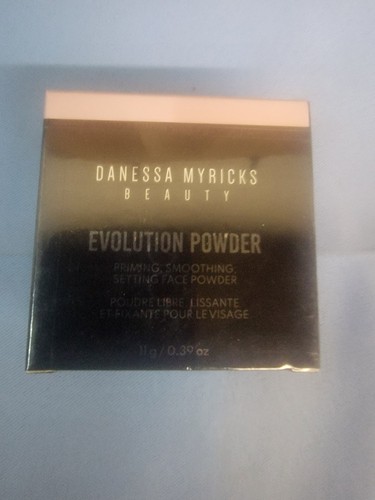 DANESSA MYRICKS
BEAUTY
EVOLUTION POWDER
PRIMING, SMOOTHING,
SETTING FACE POWDER
POUDRE LIBRE, LISSANTE
ET FIXANTE POUR LE VISAGE
11g / 0.39 oz